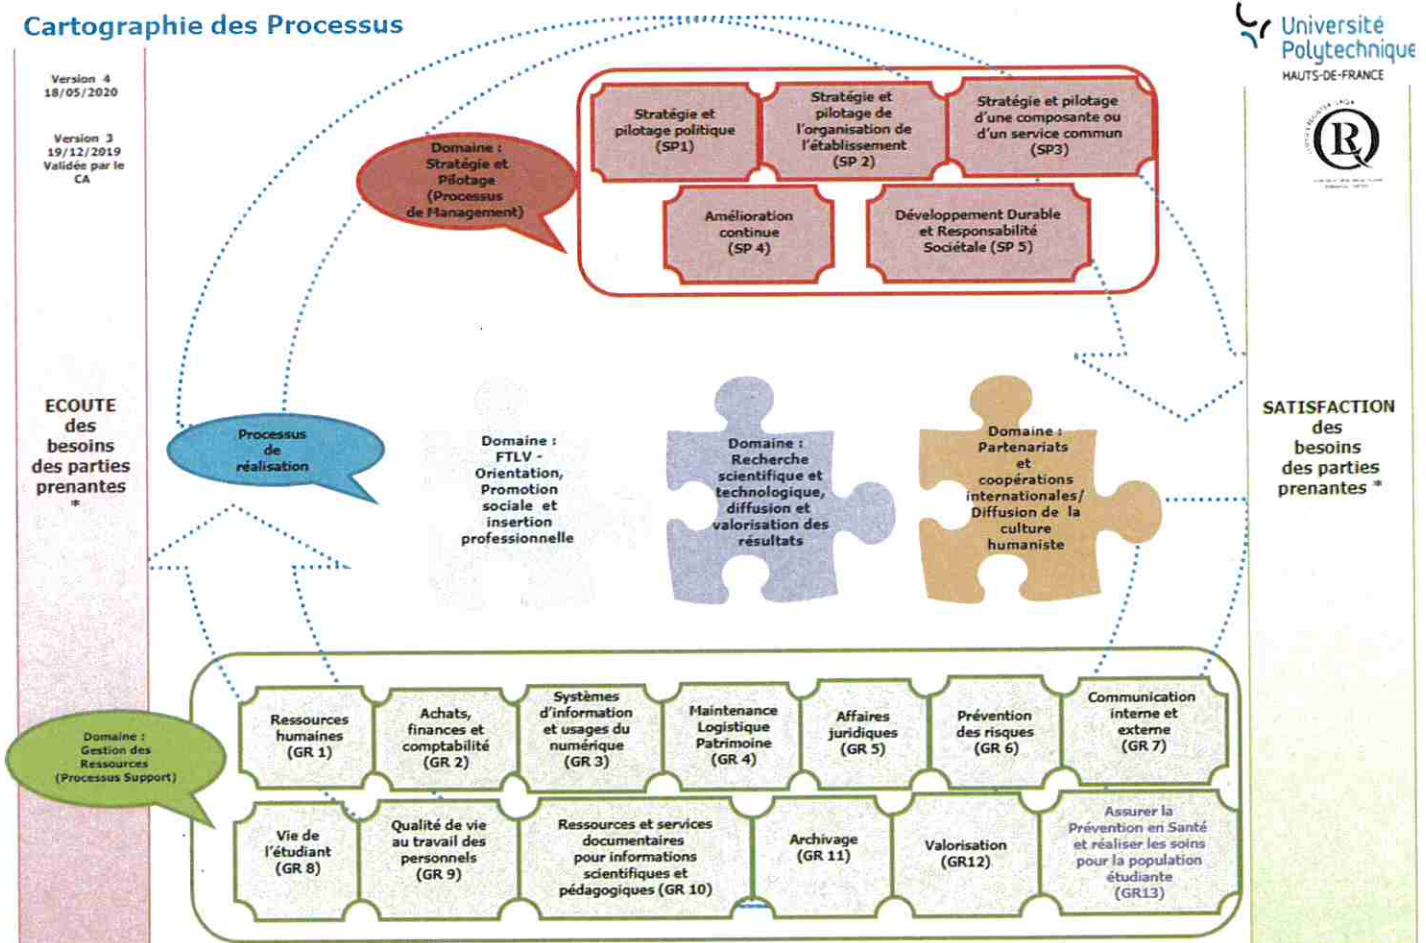 Cartographie des Processus
Université
Polytechnique
HAUTS-DE-FRANCE
Version 4
18/05/2020
Version 3
19/12/2019
Validée par le
CA
Domaine :
Stratégie et
Pilotage
(Processus
de Management)
Stratégie et
pilotage politique
(SP1)
Stratégie et
pilotage de
l'organisation de
l'établissement
(SP 2)
Stratégie et pilotage
d'une composante ou
d'un service commun
(SP3)
Amélioration
continue
(SP 4)
Développement Durable
et Responsabilité
Sociétale (SP 5)
ECOUTE
des
besoins
des parties
prenantes
*
Processus
de
réalisation
Domaine :
FTLV -
Orientation,
Promotion
sociale et
insertion
professionnelle
Domaine :
Recherche
scientifique et
technologique,
diffusion et
valorisation des
résultats
Domaine :
Partenariats
et
coopérations
internationales/
Diffusion de la
culture
humaniste
SATISFACTION
des
besoins
des parties
prenantes *
Domaine :
Gestion des
Ressources
(Processus Support)
Ressources
humaines
(GR 1)
Achats,
finances et
comptabilité
(GR 2)
Systèmes
d'information
et usages du
numérique
(GR 3)
Maintenance
Logistique
Patrimoine
(GR 4)
Affaires
juridiques
(GR 5)
Prévention
des risques
(GR 6)
Communication
interne et
externe
(GR 7)
Vie de
l'étudiant
(GR 8)
Qualité de vie
au travail des
personnels
(GR 9)
Ressources et services
documentaires
pour informations
scientifiques et
pédagogiques (GR 10)
Archivage
(GR 11)
Valorisation
(GR12)
Assurer la
Prévention en Santé
et réaliser les soins
pour la population
étudiante
(GR13)